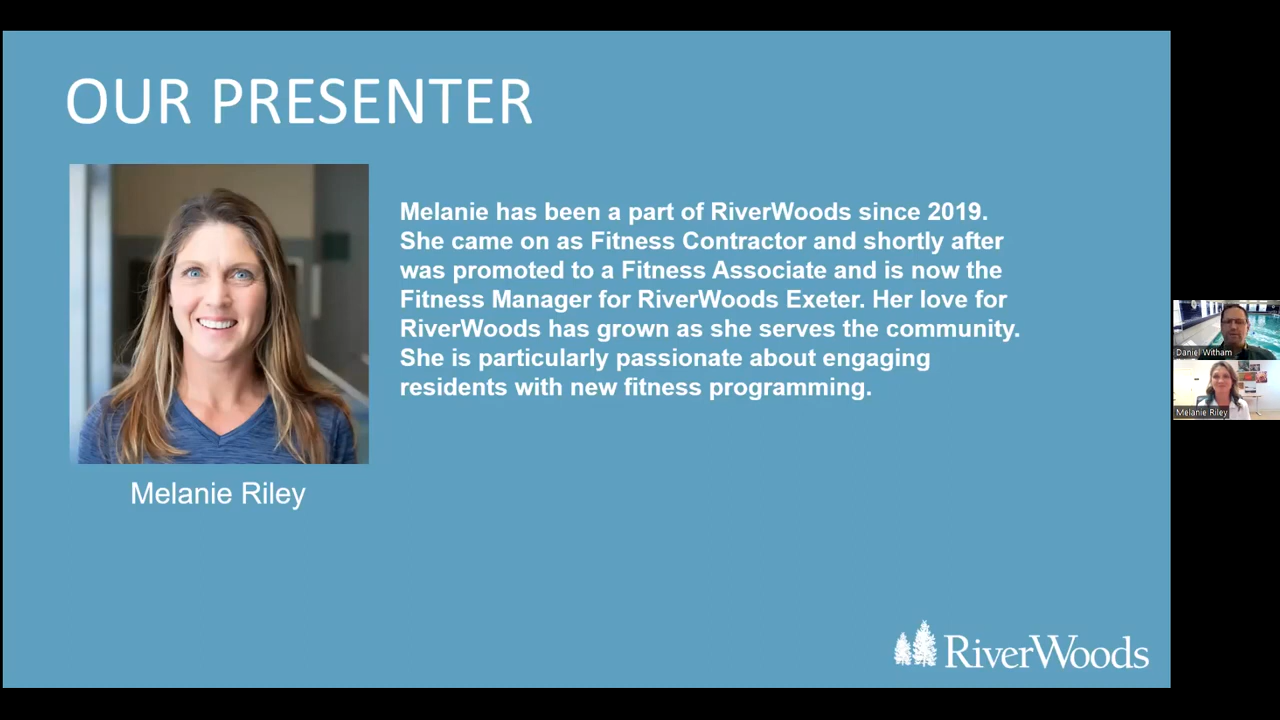 OUR PRESENTER
Melanie has been a part of RiverWoods since 2019.
She came on as Fitness Contractor and shortly after
was promoted to a Fitness Associate and is now the
Fitness Manager for RiverWoods Exeter. Her love for
RiverWoods has grown as she serves the community.
She is particularly passionate about engaging
residents with new fitness programming.
Melanie Riley
RiverWoods
Daniel Witham
Melanie Riley